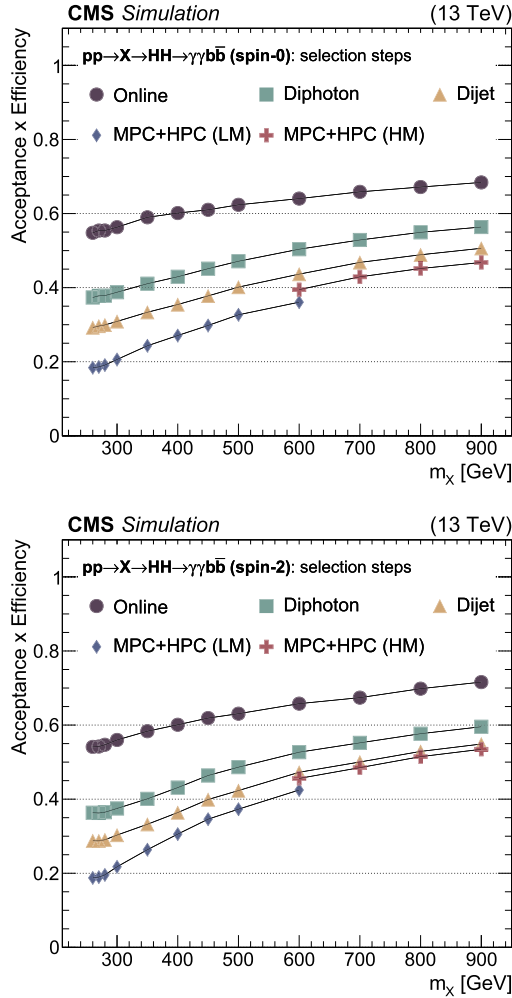 CMS Simulation (13 TeV)
pp→X→HH→γγbb̅ (spin-0): selection steps
Online Diphoton Dijet
MPC+HPC (LM) MPC+HPC (HM)
Acceptance x Efficiency
1
0.8
0.6
0.4
0.2
0
300 400 500 600 700 800 900
m_X [GeV]
CMS Simulation (13 TeV)
pp→X→HH→γγbb̅ (spin-2): selection steps
Online Diphoton Dijet
MPC+HPC (LM) MPC+HPC (HM)
Acceptance x Efficiency
1
0.8
0.6
0.4
0.2
0
300 400 500 600 700 800 900
m_X [GeV]